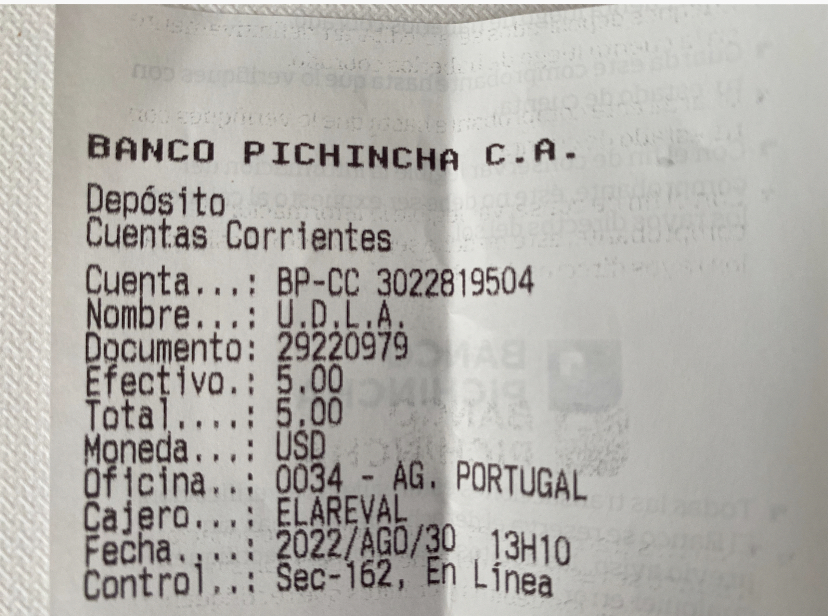 BANCO PICHINCHA C.A.
Depósito
Cuentas Corrientes
Cuenta...: BP-CC 3022819504
Nombre...: U.D.L.A.
Documento: 29220979
Efectivo.: 5.00
Total....: 5.00
Moneda...: USD
Oficina..: 0034 - AG. PORTUGAL
Cajero...: ELAREVAL
Fecha....: 2022/AGO/30 13H10
Control..: Sec-162, En Línea